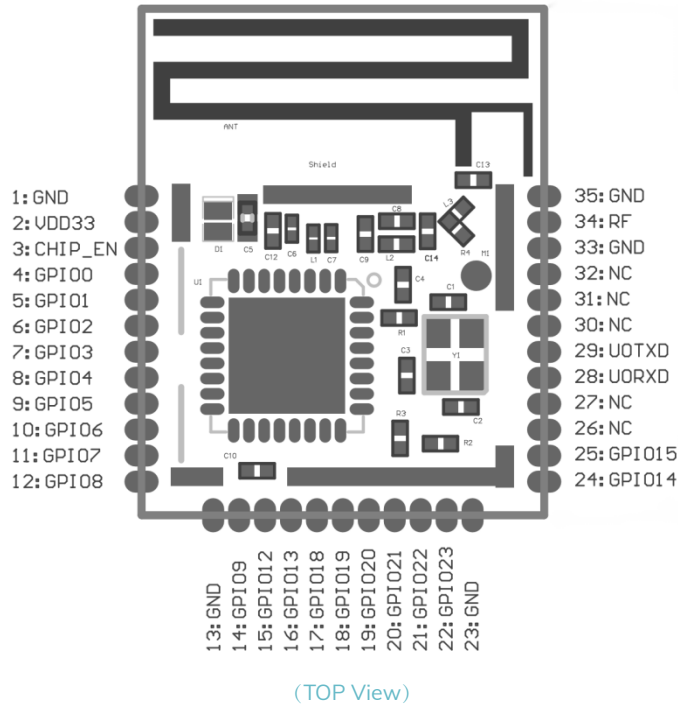 ANT
Shield
C13
1:GND
2:VDD33
3:CHIP_EN
4:GPIO0
5:GPIO1
6:GPIO2
7:GPIO3
8:GPIO4
9:GPIO5
10:GPIO6
11:GPIO7
12:GPIO8
D1
C5
C12
C6
L1
C7
C9
C8
L2
C14
L3
R4
M1
U1
C4
C1
R1
Y1
C3
C2
R3
R2
C10
35:GND
34:RF
33:GND
32:NC
31:NC
30:NC
29:U0TXD
28:U0RXD
27:NC
26:NC
25:GPIO15
24:GPIO14
13:GND
14:GPIO9
15:GPIO12
16:GPIO13
17:GPIO18
18:GPIO19
19:GPIO20
20:GPIO21
21:GPIO22
22:GPIO23
23:GND
(TOP View)